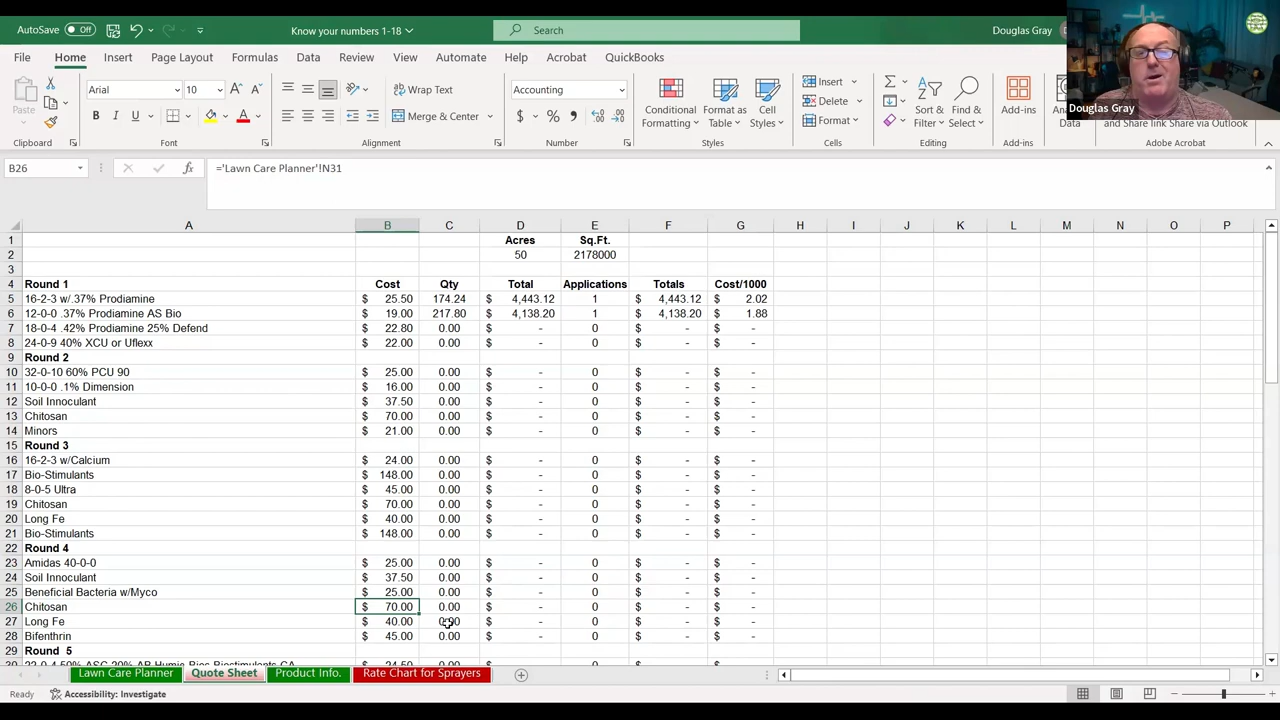 AutoSave Off Know your numbers 1-18 Search Douglas Gray
File Home Insert Page Layout Formulas Data Review View Automate Help Acrobat QuickBooks
Paste Arial 10 Wrap Text Merge & Center Accounting Conditional Formatting Format as Table Cell Styles Insert Delete Format Sort & Filter Find & Select Add-ins Data and Share link Share via Outlook
Clipboard Font Alignment Number Styles Cells Editing Add-ins Adobe Acrobat
Douglas Gray
B26 fx ='Lawn Care Planner'!N31
A B C D E F G H I J K L M N O P
1 Acres Sq.Ft.
2 50 2178000
3
4 Round 1 Cost Qty Total Applications Totals Cost/1000
5 16-2-3 w/.37% Prodiamine $ 25.50 174.24 $ 4,443.12 1 $ 4,443.12 $ 2.02
6 12-0-0 .37% Prodiamine AS Bio $ 19.00 217.80 $ 4,138.20 1 $ 4,138.20 $ 1.88
7 18-0-4 .42% Prodiamine 25% Defend $ 22.80 0.00 $ - 0 $ - $ -
8 24-0-9 40% XCU or Uflexx $ 22.00 0.00 $ - 0 $ - $ -
9 Round 2
10 32-0-10 60% PCU 90 $ 25.00 0.00 $ - 0 $ - $ -
11 10-0-0 .1% Dimension $ 16.00 0.00 $ - 0 $ - $ -
12 Soil Innoculant $ 37.50 0.00 $ - 0 $ - $ -
13 Chitosan $ 70.00 0.00 $ - 0 $ - $ -
14 Minors $ 21.00 0.00 $ - 0 $ - $ -
15 Round 3
16 16-2-3 w/Calcium $ 24.00 0.00 $ - 0 $ - $ -
17 Bio-Stimulants $ 148.00 0.00 $ - 0 $ - $ -
18 8-0-5 Ultra $ 45.00 0.00 $ - 0 $ - $ -
19 Chitosan $ 70.00 0.00 $ - 0 $ - $ -
20 Long Fe $ 40.00 0.00 $ - 0 $ - $ -
21 Bio-Stimulants $ 148.00 0.00 $ - 0 $ - $ -
22 Round 4
23 Amidas 40-0-0 $ 25.00 0.00 $ - 0 $ - $ -
24 Soil Innoculant $ 37.50 0.00 $ - 0 $ - $ -
25 Beneficial Bacteria w/Myco $ 25.00 0.00 $ - 0 $ - $ -
26 Chitosan $ 70.00 0.00 $ - 0 $ - $ -
27 Long Fe $ 40.00 0.00 $ - 0 $ - $ -
28 Bifenthrin $ 45.00 0.00 $ - 0 $ - $ -
29 Round 5
Lawn Care Planner Quote Sheet Product Info. Rate Chart for Sprayers
Ready Accessibility: Investigate